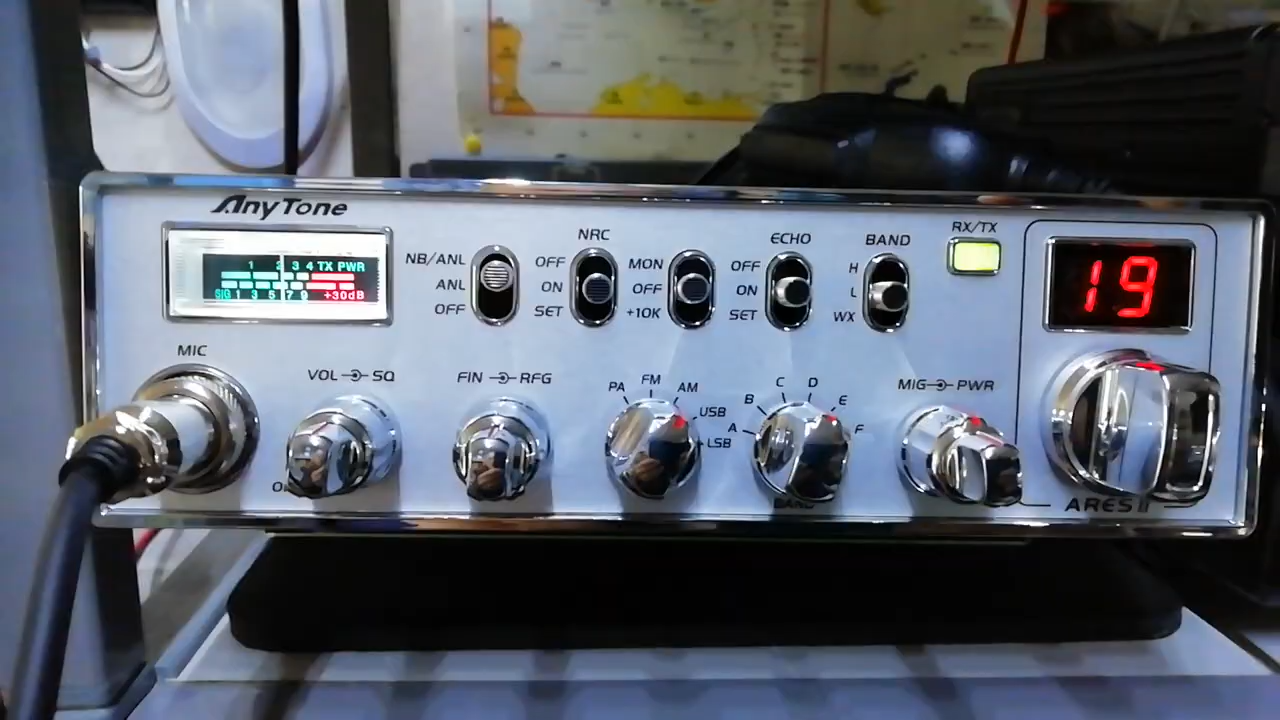 AnyTone
1 2 3 4 TX PWR
SIG 1 3 5 7 9 +30dB
NB/ANL
ANL
OFF
NRC
OFF
ON
SET
MON
OFF
+10K
ECHO
OFF
ON
SET
BAND
H
L
WX
RX/TX
19
MIC
VOL SQ
FIN RFG
PA
FM
AM
USB
LSB
A
B
C
D
E
F
BAND
MIG PWR
ARES II